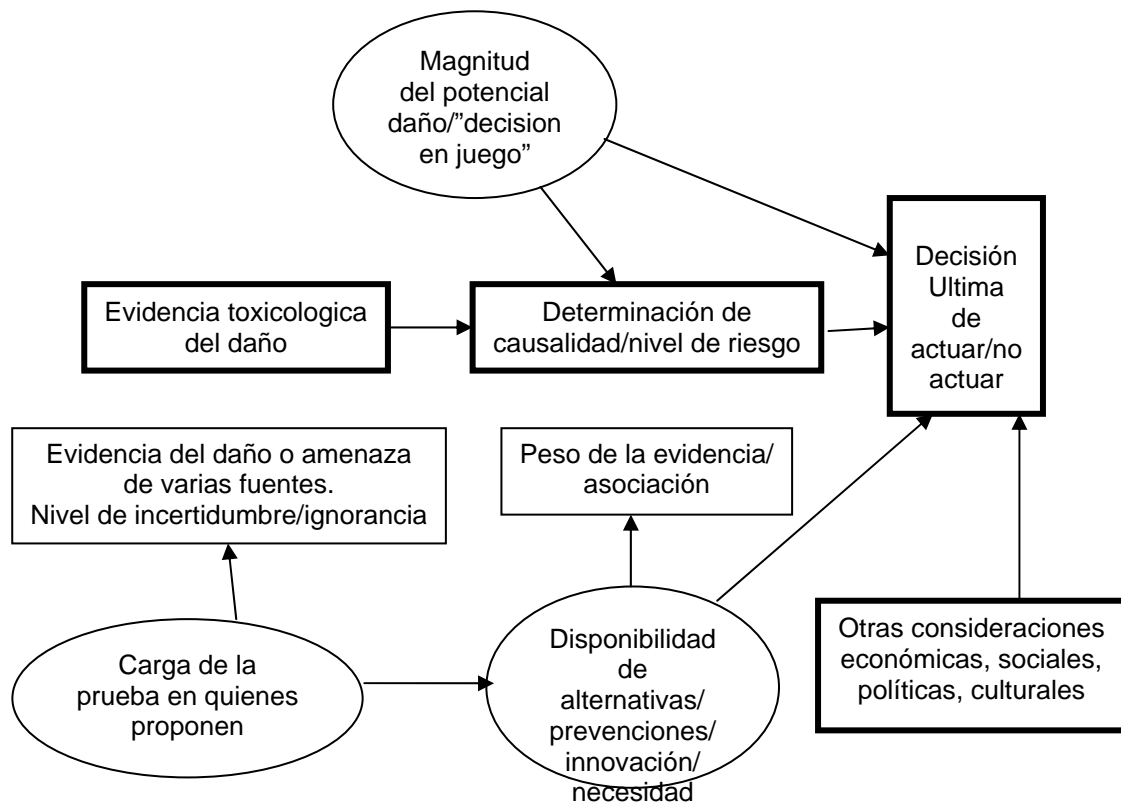 Magnitud
del potencial
daño/”decision
en juego”
Decisión
Ultima
de
actuar/no
actuar
Evidencia toxicologica
del daño
Determinación de
causalidad/nivel de riesgo
Evidencia del daño o amenaza
de varias fuentes.
Nivel de incertidumbre/ignorancia
Peso de la evidencia/
asociación
Carga de la
prueba en quienes
proponen
Disponibilidad
de
alternativas/
prevenciones/
innovación/
necesidad
Otras consideraciones
económicas, sociales,
políticas, culturales